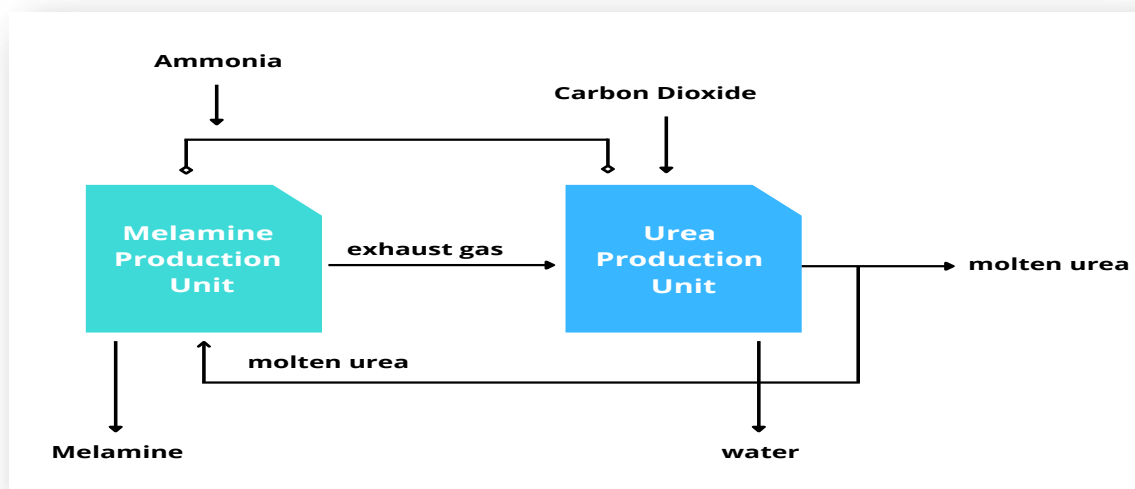 Ammonia
Carbon Dioxide
Melamine
Production
Unit
exhaust gas
Urea
Production
Unit
molten urea
molten urea
Melamine
water